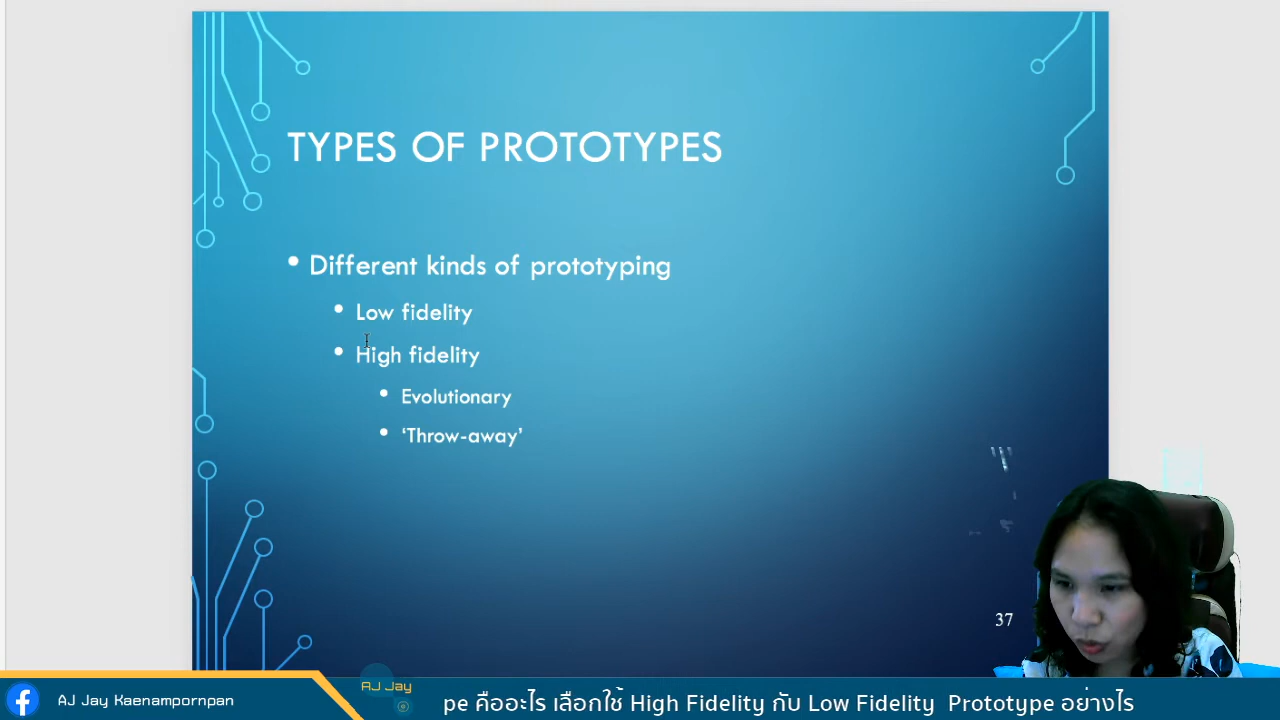 TYPES OF PROTOTYPES
• Different kinds of prototyping
• Low fidelity
• High fidelity
• Evolutionary
• ‘Throw-away’
37
AJ Jay Kaenampornpan
AJ Jay
pe คืออะไร เลือกใช้ High Fidelity กับ Low Fidelity Prototype อย่างไร